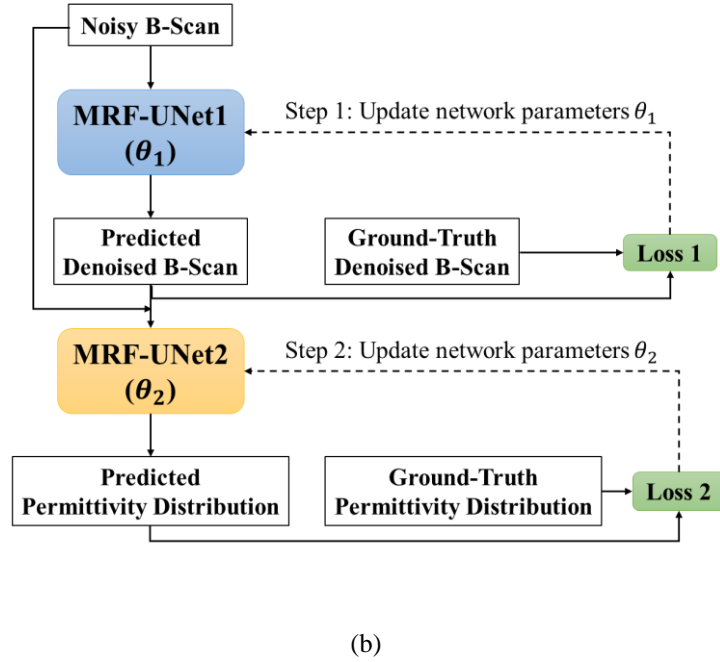 Noisy B-Scan
MRF-UNet1
(θ₁)
Step 1: Update network parameters θ₁
Predicted
Denoised B-Scan
Ground-Truth
Denoised B-Scan
Loss 1
MRF-UNet2
(θ₂)
Step 2: Update network parameters θ₂
Predicted
Permittivity Distribution
Ground-Truth
Permittivity Distribution
Loss 2
(b)